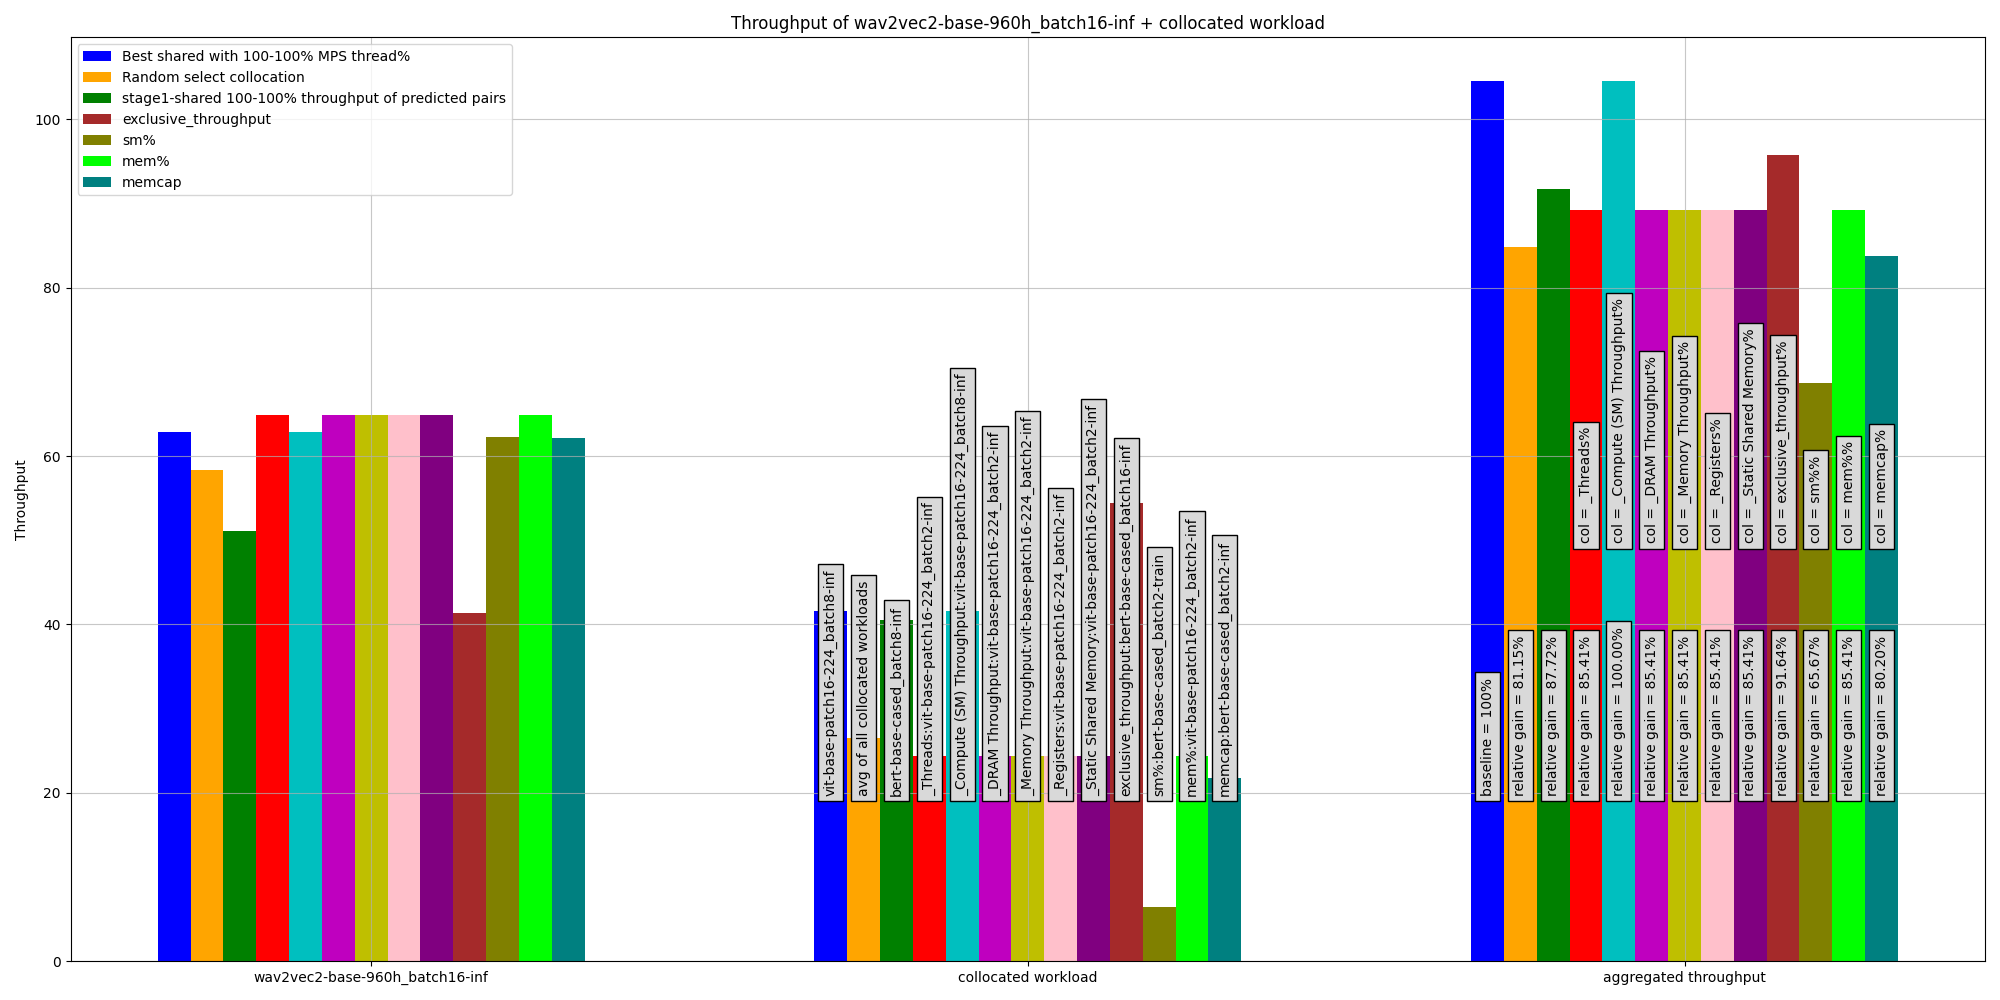 Throughput of wav2vec2-base-960h_batch16-inf + collocated workload
Best shared with 100-100% MPS thread%
Random select collocation
stage1-shared 100-100% throughput of predicted pairs
exclusive_throughput
sm%
mem%
memcap
Throughput
100
80
60
40
20
0
vit-base-patch16-224_batch8-inf
avg of all collocated workloads
bert-base-cased_batch8-inf
_Threads:vit-base-patch16-224_batch2-inf
_Compute (SM) Throughput:vit-base-patch16-224_batch8-inf
_DRAM Throughput:vit-base-patch16-224_batch2-inf
_Memory Throughput:vit-base-patch16-224_batch2-inf
_Registers:vit-base-patch16-224_batch2-inf
_Static Shared Memory:vit-base-patch16-224_batch2-inf
exclusive_throughput:bert-base-cased_batch16-inf
sm%:bert-base-cased_batch2-train
mem%:vit-base-patch16-224_batch2-inf
memcap:bert-base-cased_batch2-inf
col = _Threads%
col = _Compute (SM) Throughput%
col = _DRAM Throughput%
col = _Memory Throughput%
col = _Registers%
col = _Static Shared Memory%
col = exclusive_throughput%
col = sm%%
col = mem%%
col = memcap%
baseline = 100%
relative gain = 81.15%
relative gain = 87.72%
relative gain = 85.41%
relative gain = 100.00%
relative gain = 85.41%
relative gain = 85.41%
relative gain = 85.41%
relative gain = 85.41%
relative gain = 91.64%
relative gain = 65.67%
relative gain = 85.41%
relative gain = 80.20%
wav2vec2-base-960h_batch16-inf
collocated workload
aggregated throughput